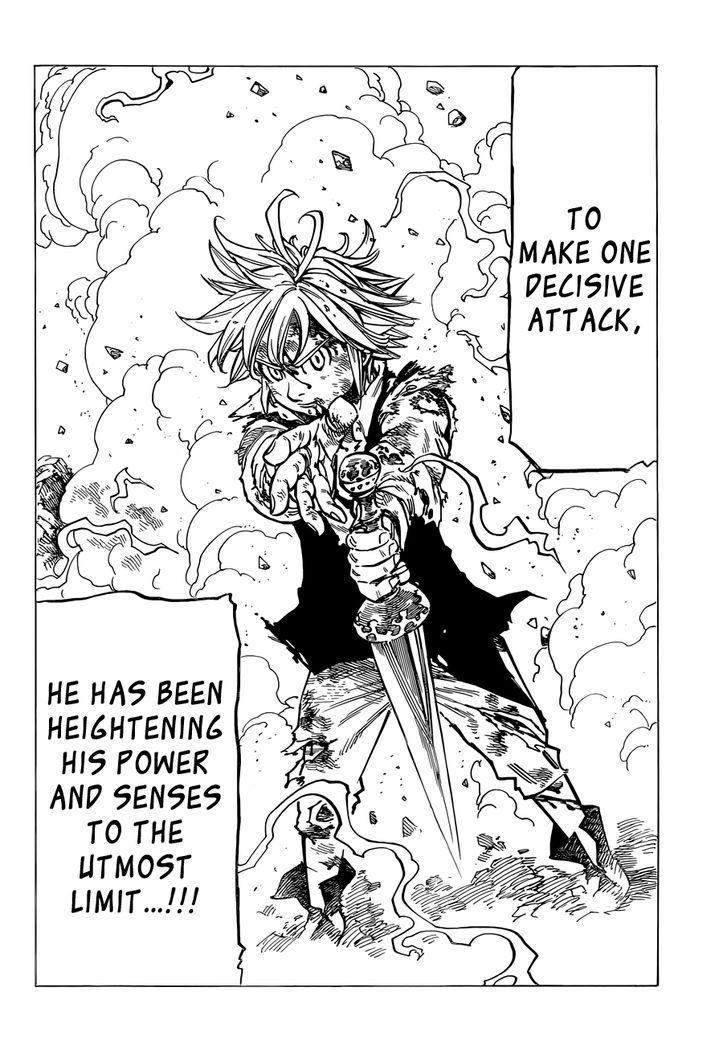 TO
MAKE ONE
DECISIVE
ATTACK,
HE HAS BEEN
HEIGHTENING
HIS POWER
AND SENSES
TO THE
UTMOST
LIMIT...!!!